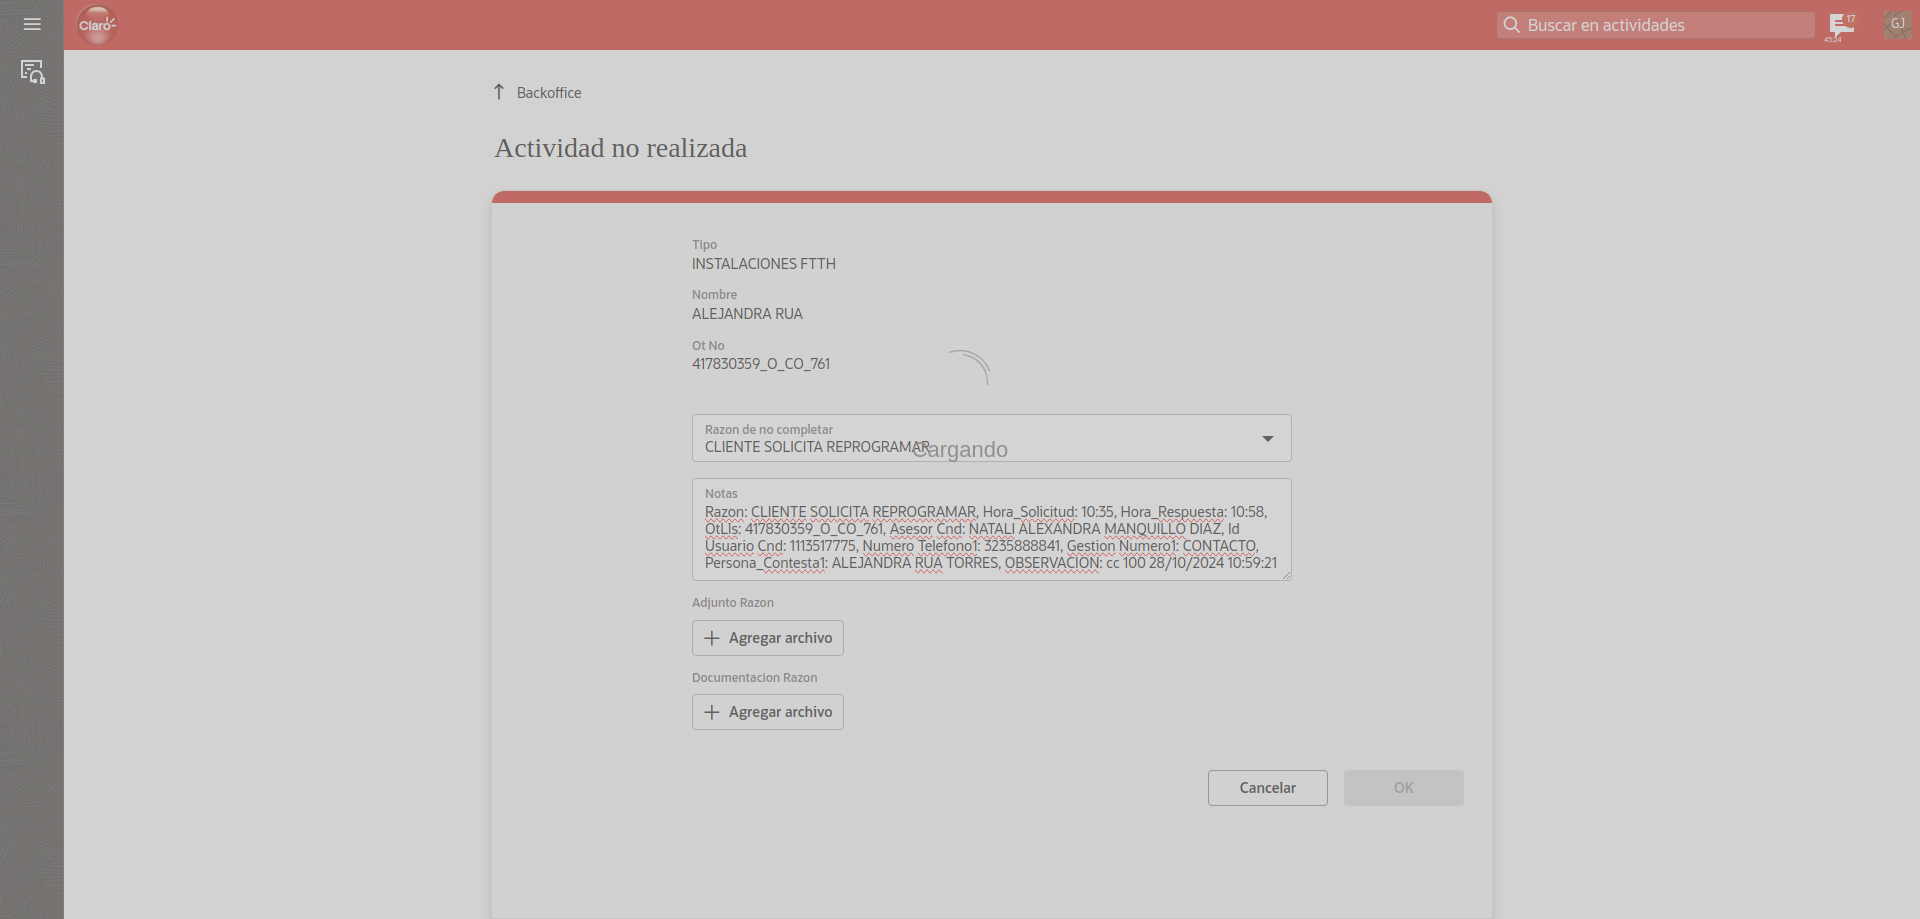 Claro
Buscar en actividades
17
45:24
GJ
Backoffice
Actividad no realizada
Tipo
INSTALACIONES FTTH
Nombre
ALEJANDRA RUA
Ot No
417830359_O_CO_761
Razon de no completar
CLIENTE SOLICITA REPROGRAMAR
Cargando
Notas
Razon: CLIENTE SOLICITA REPROGRAMAR, Hora_Solicitud: 10:35, Hora_Respuesta: 10:58,
OtLls: 417830359_O_CO_761, Asesor Cnd: NATALI ALEXANDRA MANQUILLO DIAZ, Id
Usuario Cnd: 1113517775, Numero Telefono1: 3235888841, Gestion Numero1: CONTACTO,
Persona_Contesta1: ALEJANDRA RUA TORRES, OBSERVACION: cc 100 28/10/2024 10:59:21
Adjunto Razon
Agregar archivo
Documentacion Razon
Agregar archivo
Cancelar
OK